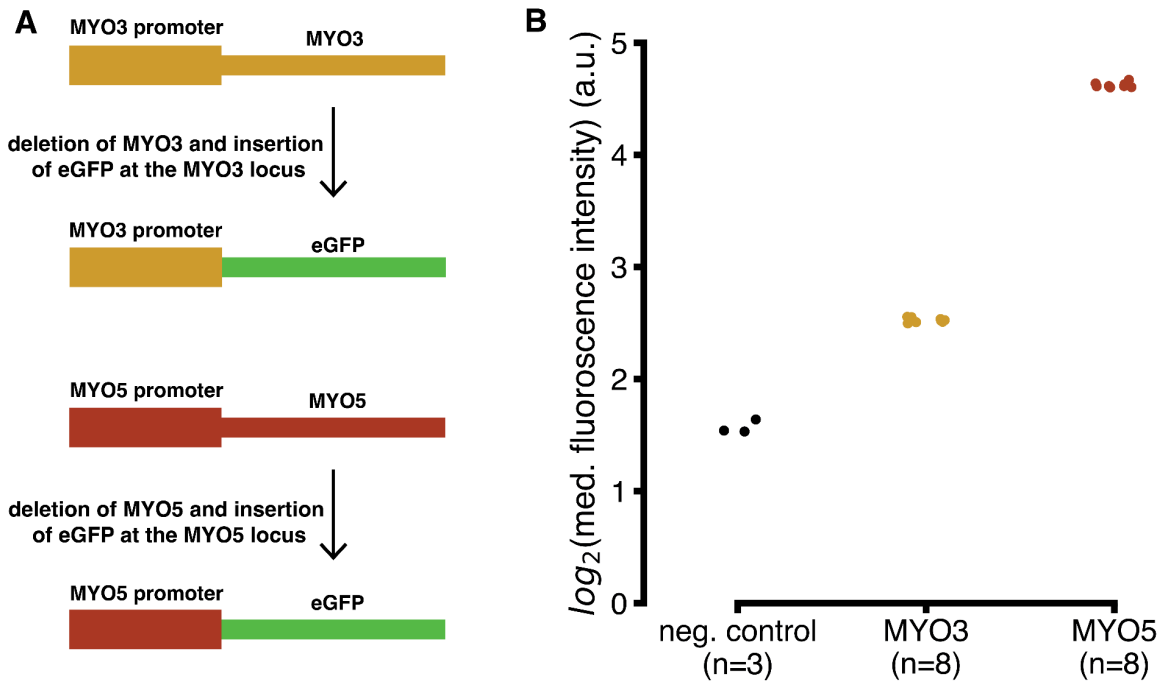 A
MYO3 promoter
MYO3
deletion of MYO3 and insertion
of eGFP at the MYO3 locus
MYO3 promoter
eGFP
MYO5 promoter
MYO5
deletion of MYO5 and insertion
of eGFP at the MYO5 locus
MYO5 promoter
eGFP
B
log2(med. fluoroscence intensity) (a.u.)
5
4
3
2
1
0
neg. control
(n=3)
MYO3
(n=8)
MYO5
(n=8)